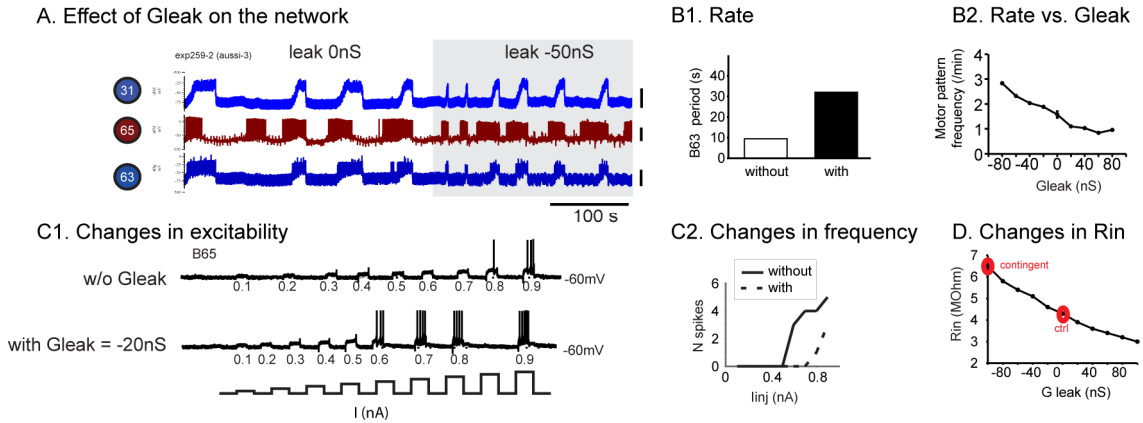 A. Effect of Gleak on the network
exp259-2 (aussi-3)
leak 0nS
leak -50nS
31
65
63
100 s
B1. Rate
B63 period (s)
50
40
30
20
10
0
without
with
B2. Rate vs. Gleak
Motor pattern
frequency (/min)
4
3
2
1
0
-80
-40
0
40
80
Gleak (nS)
C1. Changes in excitability
B65
w/o Gleak
0.1
0.2
0.3
0.4
0.5
0.6
0.7
0.8
0.9
-60mV
with Gleak = -20nS
0.1
0.2
0.3
0.4
0.5
0.6
0.7
0.8
0.9
-60mV
I (nA)
C2. Changes in frequency
without
with
N spikes
6
4
2
0
0
0.4
0.8
Iinj (nA)
D. Changes in Rin
Rin (MOhm)
7
6
5
4
3
2
contingent
ctrl
-80
-40
0
40
80
G leak (nS)